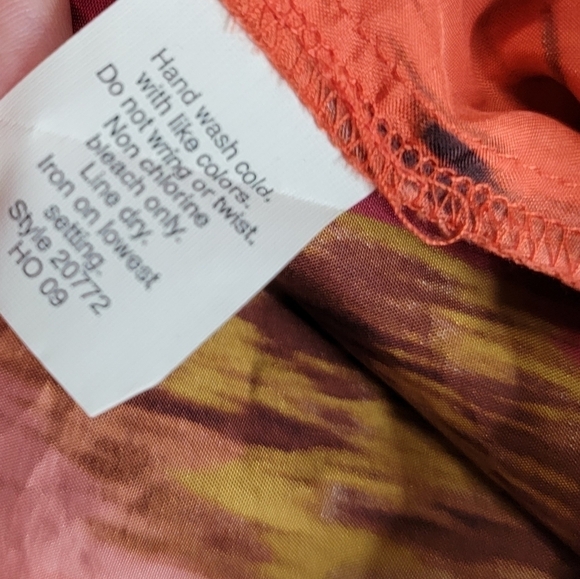 Hand wash cold,
with like colors.
Do not wring or twist.
Non chlorine
bleach only.
Line dry.
Iron on lowest
setting.
Style 20772
HO 09